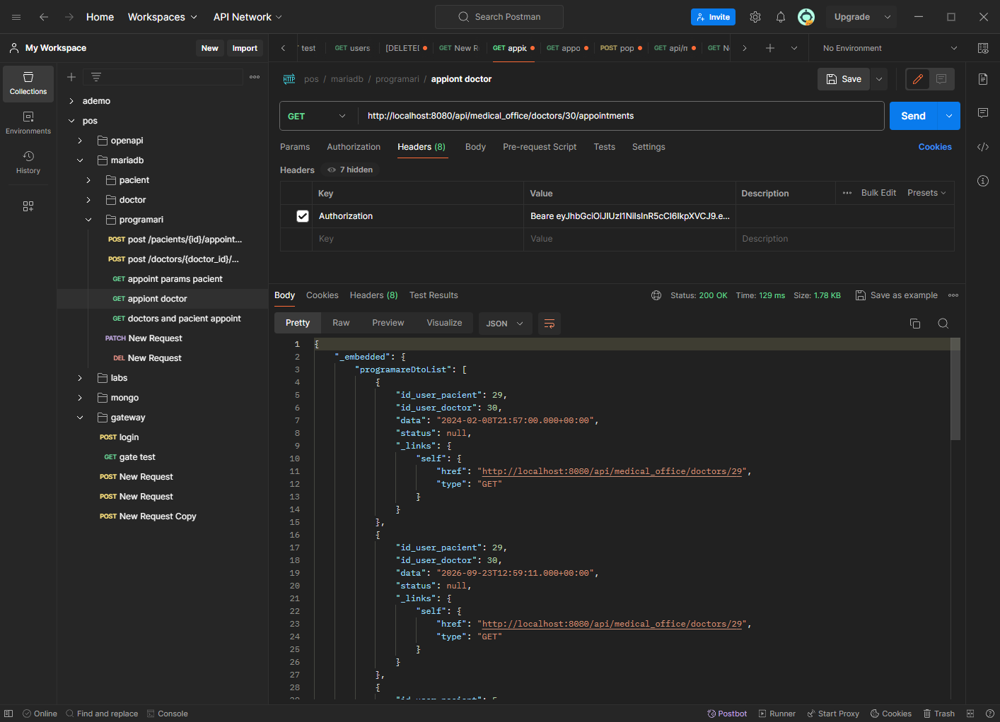 Home Workspaces API Network Search Postman Invite Upgrade
My Workspace New Import
test GET users [DELETE GET New R GET appic GET appo POST pop GET api/m GET Ne No Environment
Collections
Environments
History
ademo
pos
openapi
mariadb
pacient
doctor
programari
POST post /pacients/{id}/appoint...
POST post /doctors/{doctor_id}/...
GET appoint params pacient
GET appiont doctor
GET doctors and pacient appoint
PATCH New Request
DEL New Request
labs
mongo
gateway
POST login
GET gate test
POST New Request
POST New Request
POST New Request Copy
HTTP pos / mariadb / programari / appiont doctor Save
GET http://localhost:8080/api/medical_office/doctors/30/appointments Send
Params Authorization Headers (8) Body Pre-request Script Tests Settings Cookies
Headers 7 hidden
Key Value Description Bulk Edit Presets
Authorization Beare eyJhbGciOiJIUzI1NiIsInR5cCI6IkpXVCJ9.e...
Key Value Description
Body Cookies Headers (8) Test Results Status: 200 OK Time: 129 ms Size: 1.78 KB Save as example
Pretty Raw Preview Visualize JSON
1 {
2 "_embedded": {
3 "programareDtoList": [
4 {
5 "id_user_pacient": 29,
6 "id_user_doctor": 30,
7 "data": "2024-02-08T21:57:00.000+00:00",
8 "status": null,
9 "_links": {
10 "self": {
11 "href": "http://localhost:8080/api/medical_office/doctors/29",
12 "type": "GET"
13 }
14 }
15 },
16 {
17 "id_user_pacient": 29,
18 "id_user_doctor": 30,
19 "data": "2026-09-23T12:59:11.000+00:00",
20 "status": null,
21 "_links": {
22 "self": {
23 "href": "http://localhost:8080/api/medical_office/doctors/29",
24 "type": "GET"
25 }
26 }
27 },
28 {
Online Find and replace Console Postbot Runner Start Proxy Cookies Trash